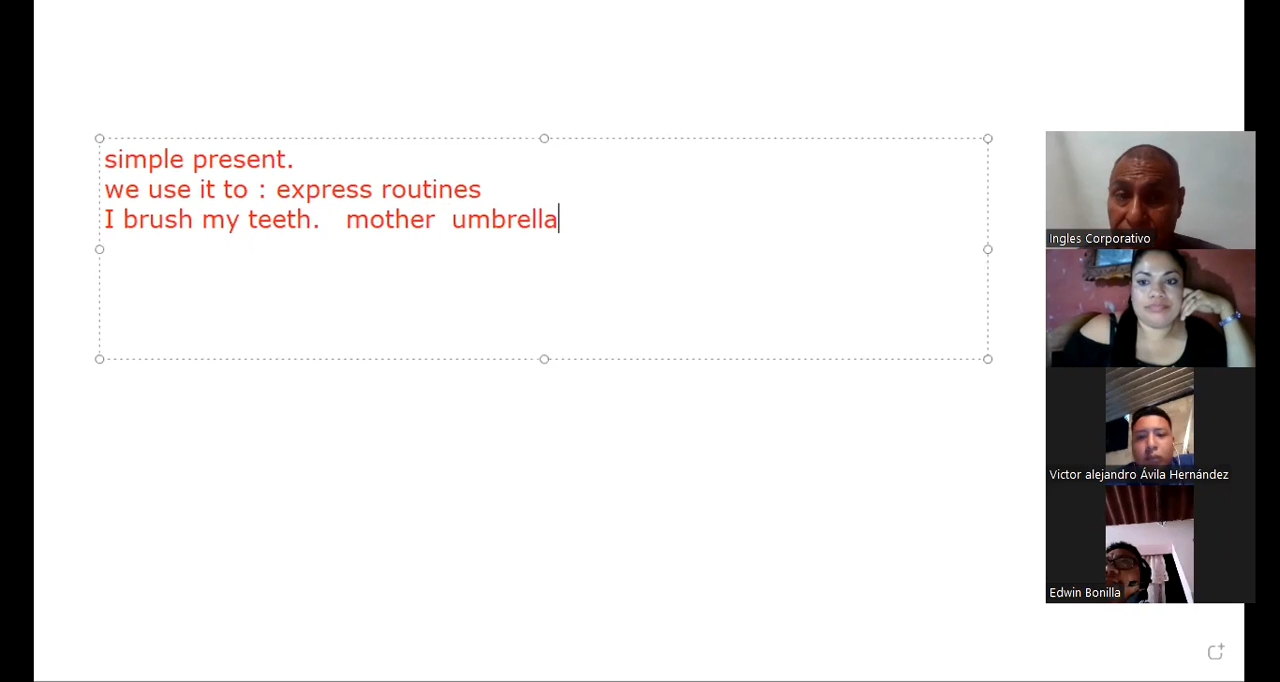 simple present.
we use it to : express routines
I brush my teeth.   mother  umbrella
Ingles Corporativo
Victor alejandro Ávila Hernández
Edwin Bonilla